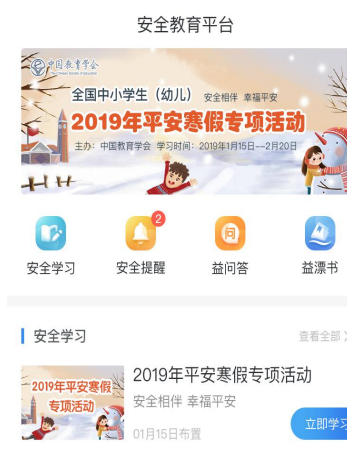 安全教育平台
中国教育学会
全国中小学生（幼儿） 安全相伴 幸福平安
2019年平安寒假专项活动
主办：中国教育学会 学习时间：2019年1月15日--2月20日
2
安全学习 安全提醒 益问答 益漂书
安全学习 查看全部
2019年平安寒假专项活动
安全相伴 幸福平安
01月15日布置
立即学习
2019年平安寒假
专项活动